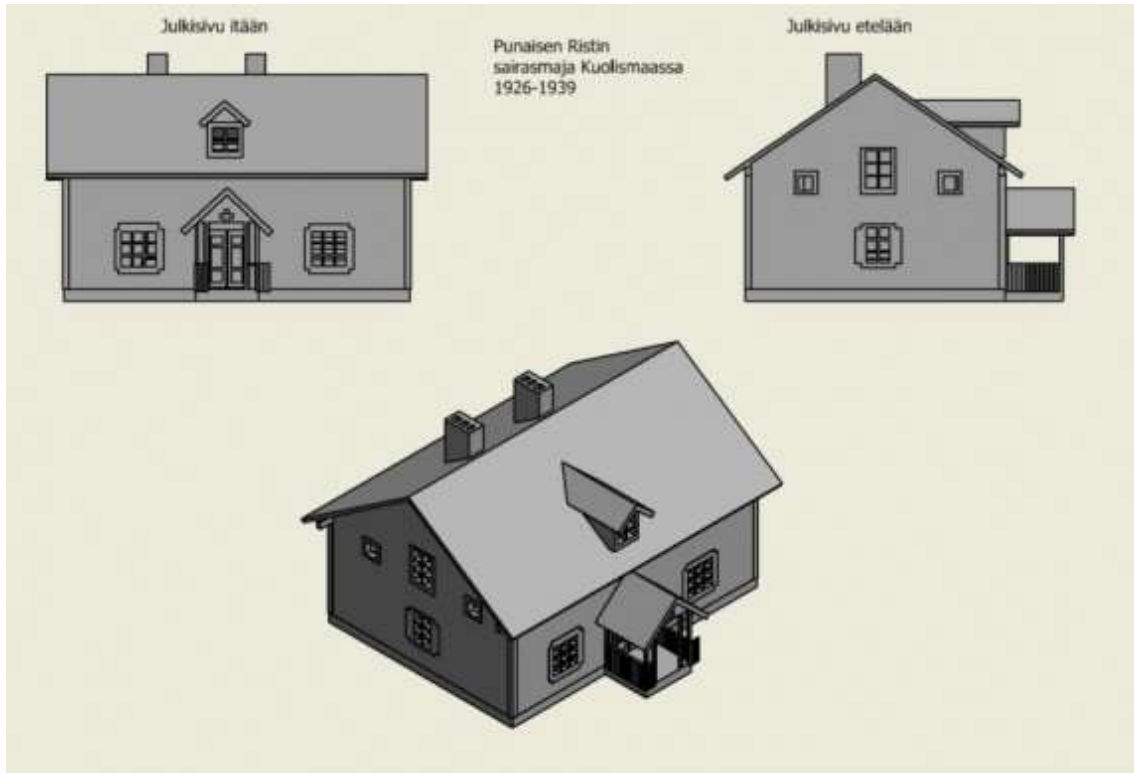 Julkisivu itään
Punaisen Ristin
sairasmaja Kuolismaassa
1926-1939
Julkisivu etelään